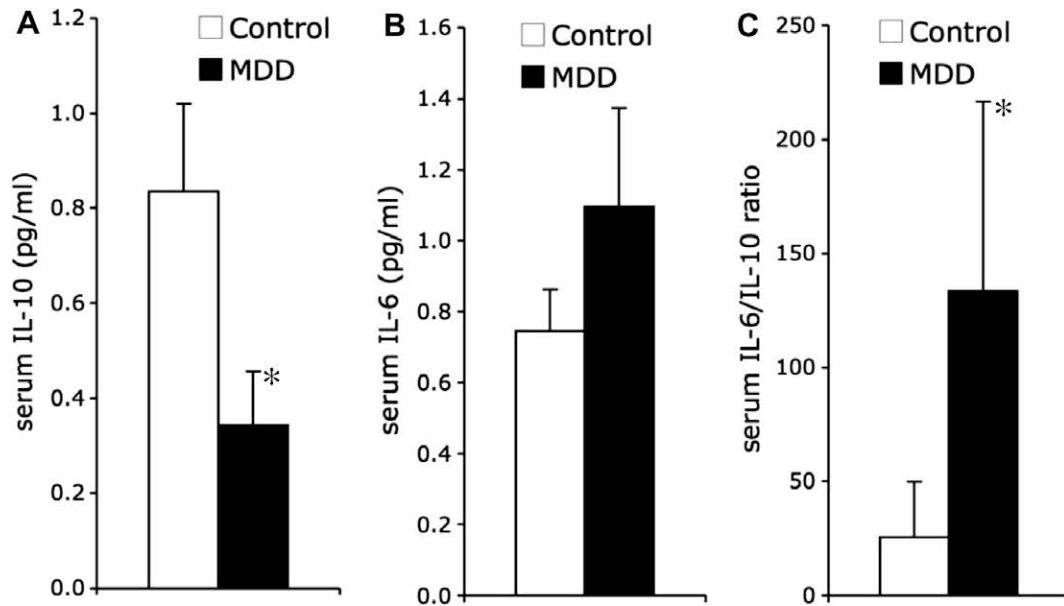 A
Control
MDD
serum IL-10 (pg/ml)
1.0
0.8
0.6
0.4
0.2
0.0
*
B
Control
MDD
serum IL-6 (pg/ml)
1.6
1.4
1.2
1.0
0.8
0.6
0.4
0.2
0.0
C
Control
MDD
serum IL-6/IL-10 ratio
250
200
150
100
50
0
*